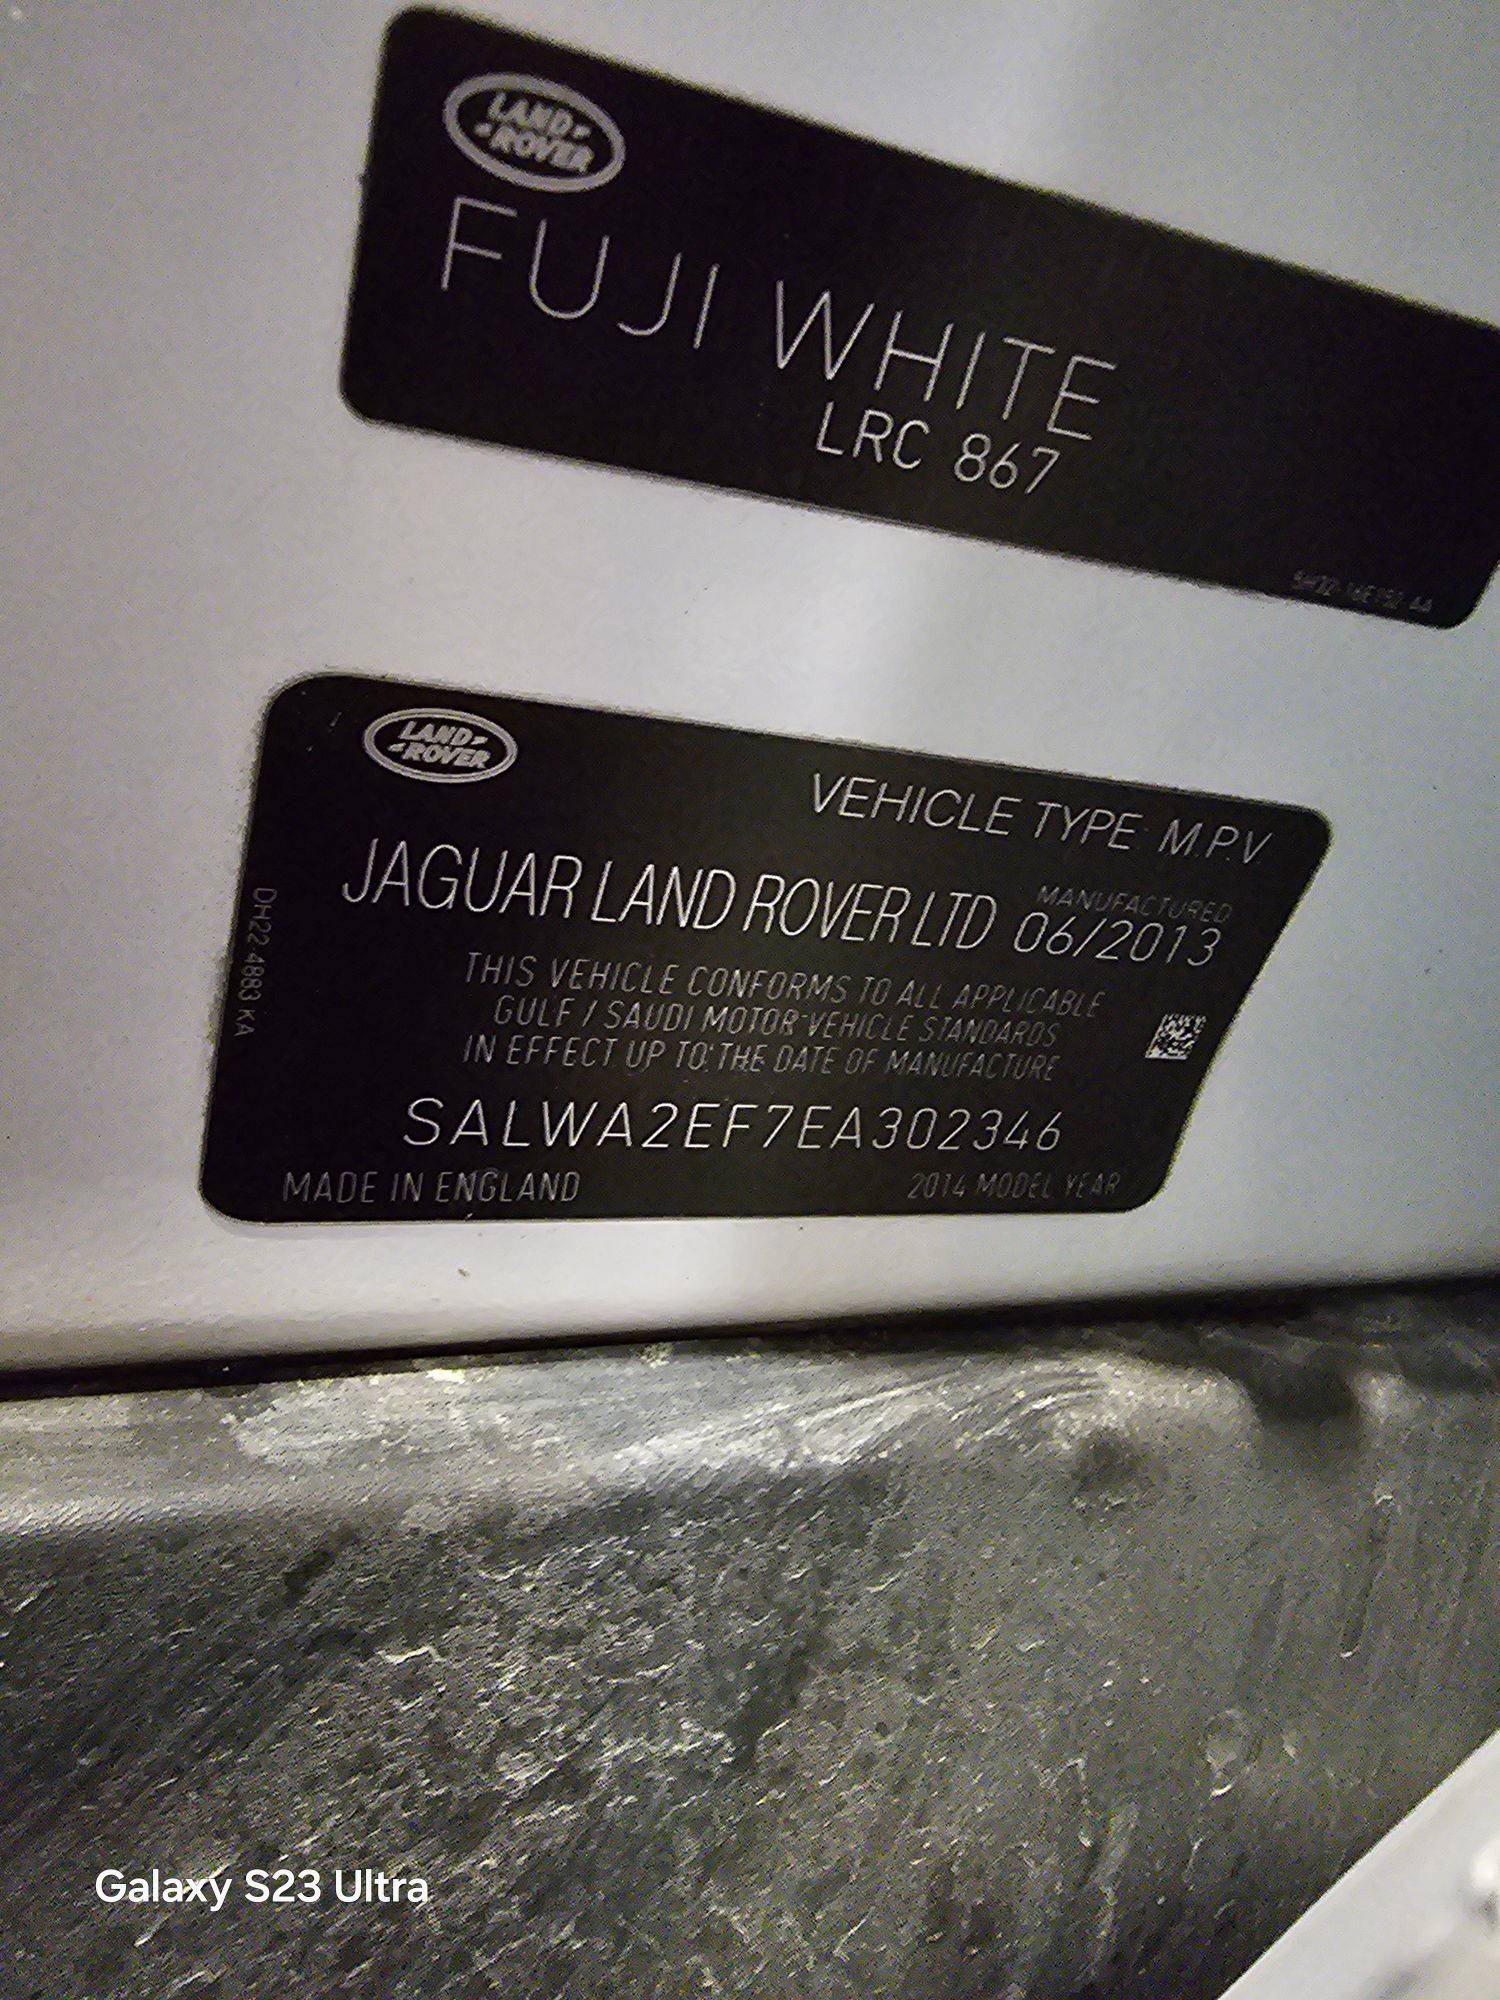 LAND
ROVER
FUJI WHITE
LRC 867
LAND
ROVER
VEHICLE TYPE M.P.V
JAGUAR LAND ROVER LTD
MANUFACTURED
06/2013
THIS VEHICLE CONFORMS TO ALL APPLICABLE
GULF / SAUDI MOTOR VEHICLE STANDARDS
IN EFFECT UP TO THE DATE OF MANUFACTURE
SALWA2EF7EA302346
MADE IN ENGLAND
2014 MODEL YEAR
DH22 4883 KA
Galaxy S23 Ultra